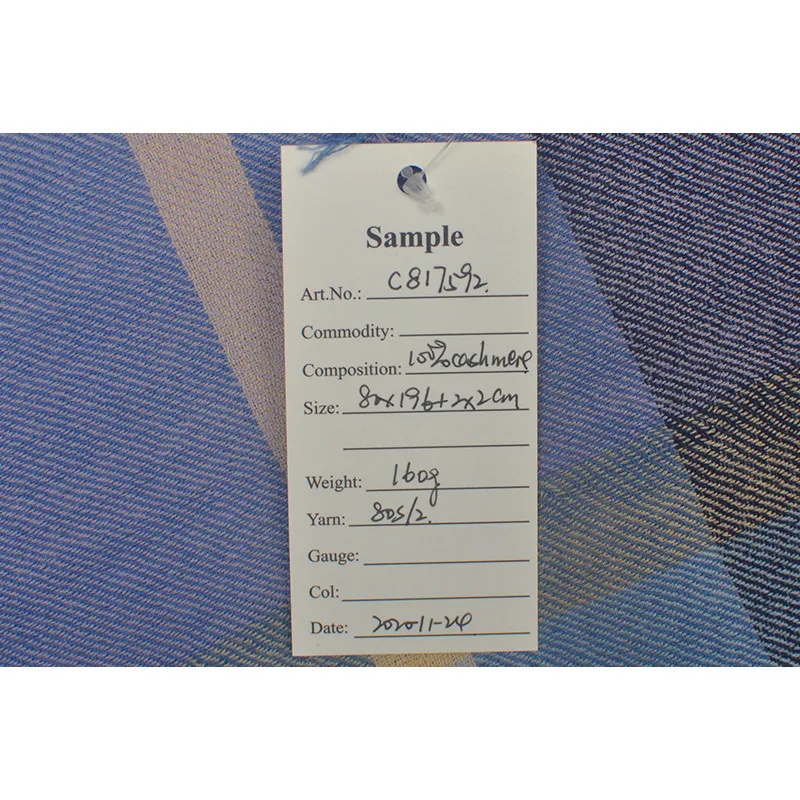 Sample
Art.No.: C817592.
Commodity:
Composition: 100%cashmere
Size: 80x196+2x2cm
Weight: 160g
Yarn: 80s/2.
Gauge:
Col:
Date: 2020-11-24